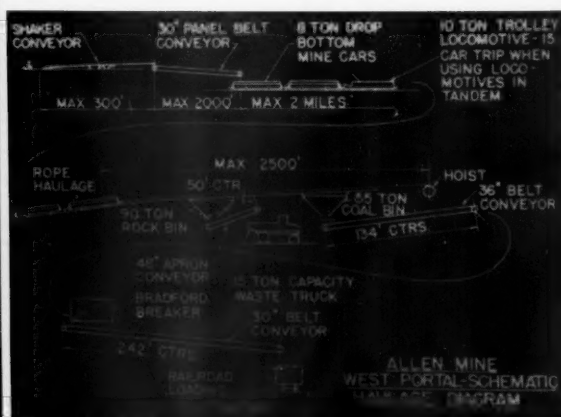 SHAKER
CONVEYOR
30" PANEL BELT
CONVEYOR
8 TON DROP
BOTTOM
MINE CARS
10 TON TROLLEY
LOCOMOTIVE-15
CAR TRIP WHEN
USING LOCO-
MOTIVES IN
TANDEM
MAX 300'
MAX 2000'
MAX 2 MILES
MAX 2500'
ROPE
HAULAGE
50' CTR
HOIST
90 TON
ROCK BIN
65 TON
COAL BIN
36" BELT
CONVEYOR
134' CTRS
48" APRON
CONVEYOR
15 TON CAPACITY
WASTE TRUCK
BRADFORD
BREAKER
30" BELT
CONVEYOR
242' CTRS
RAILROAD
LOADING
ALLEN MINE
WEST PORTAL-SCHEMATIC
HAULAGE DIAGRAM